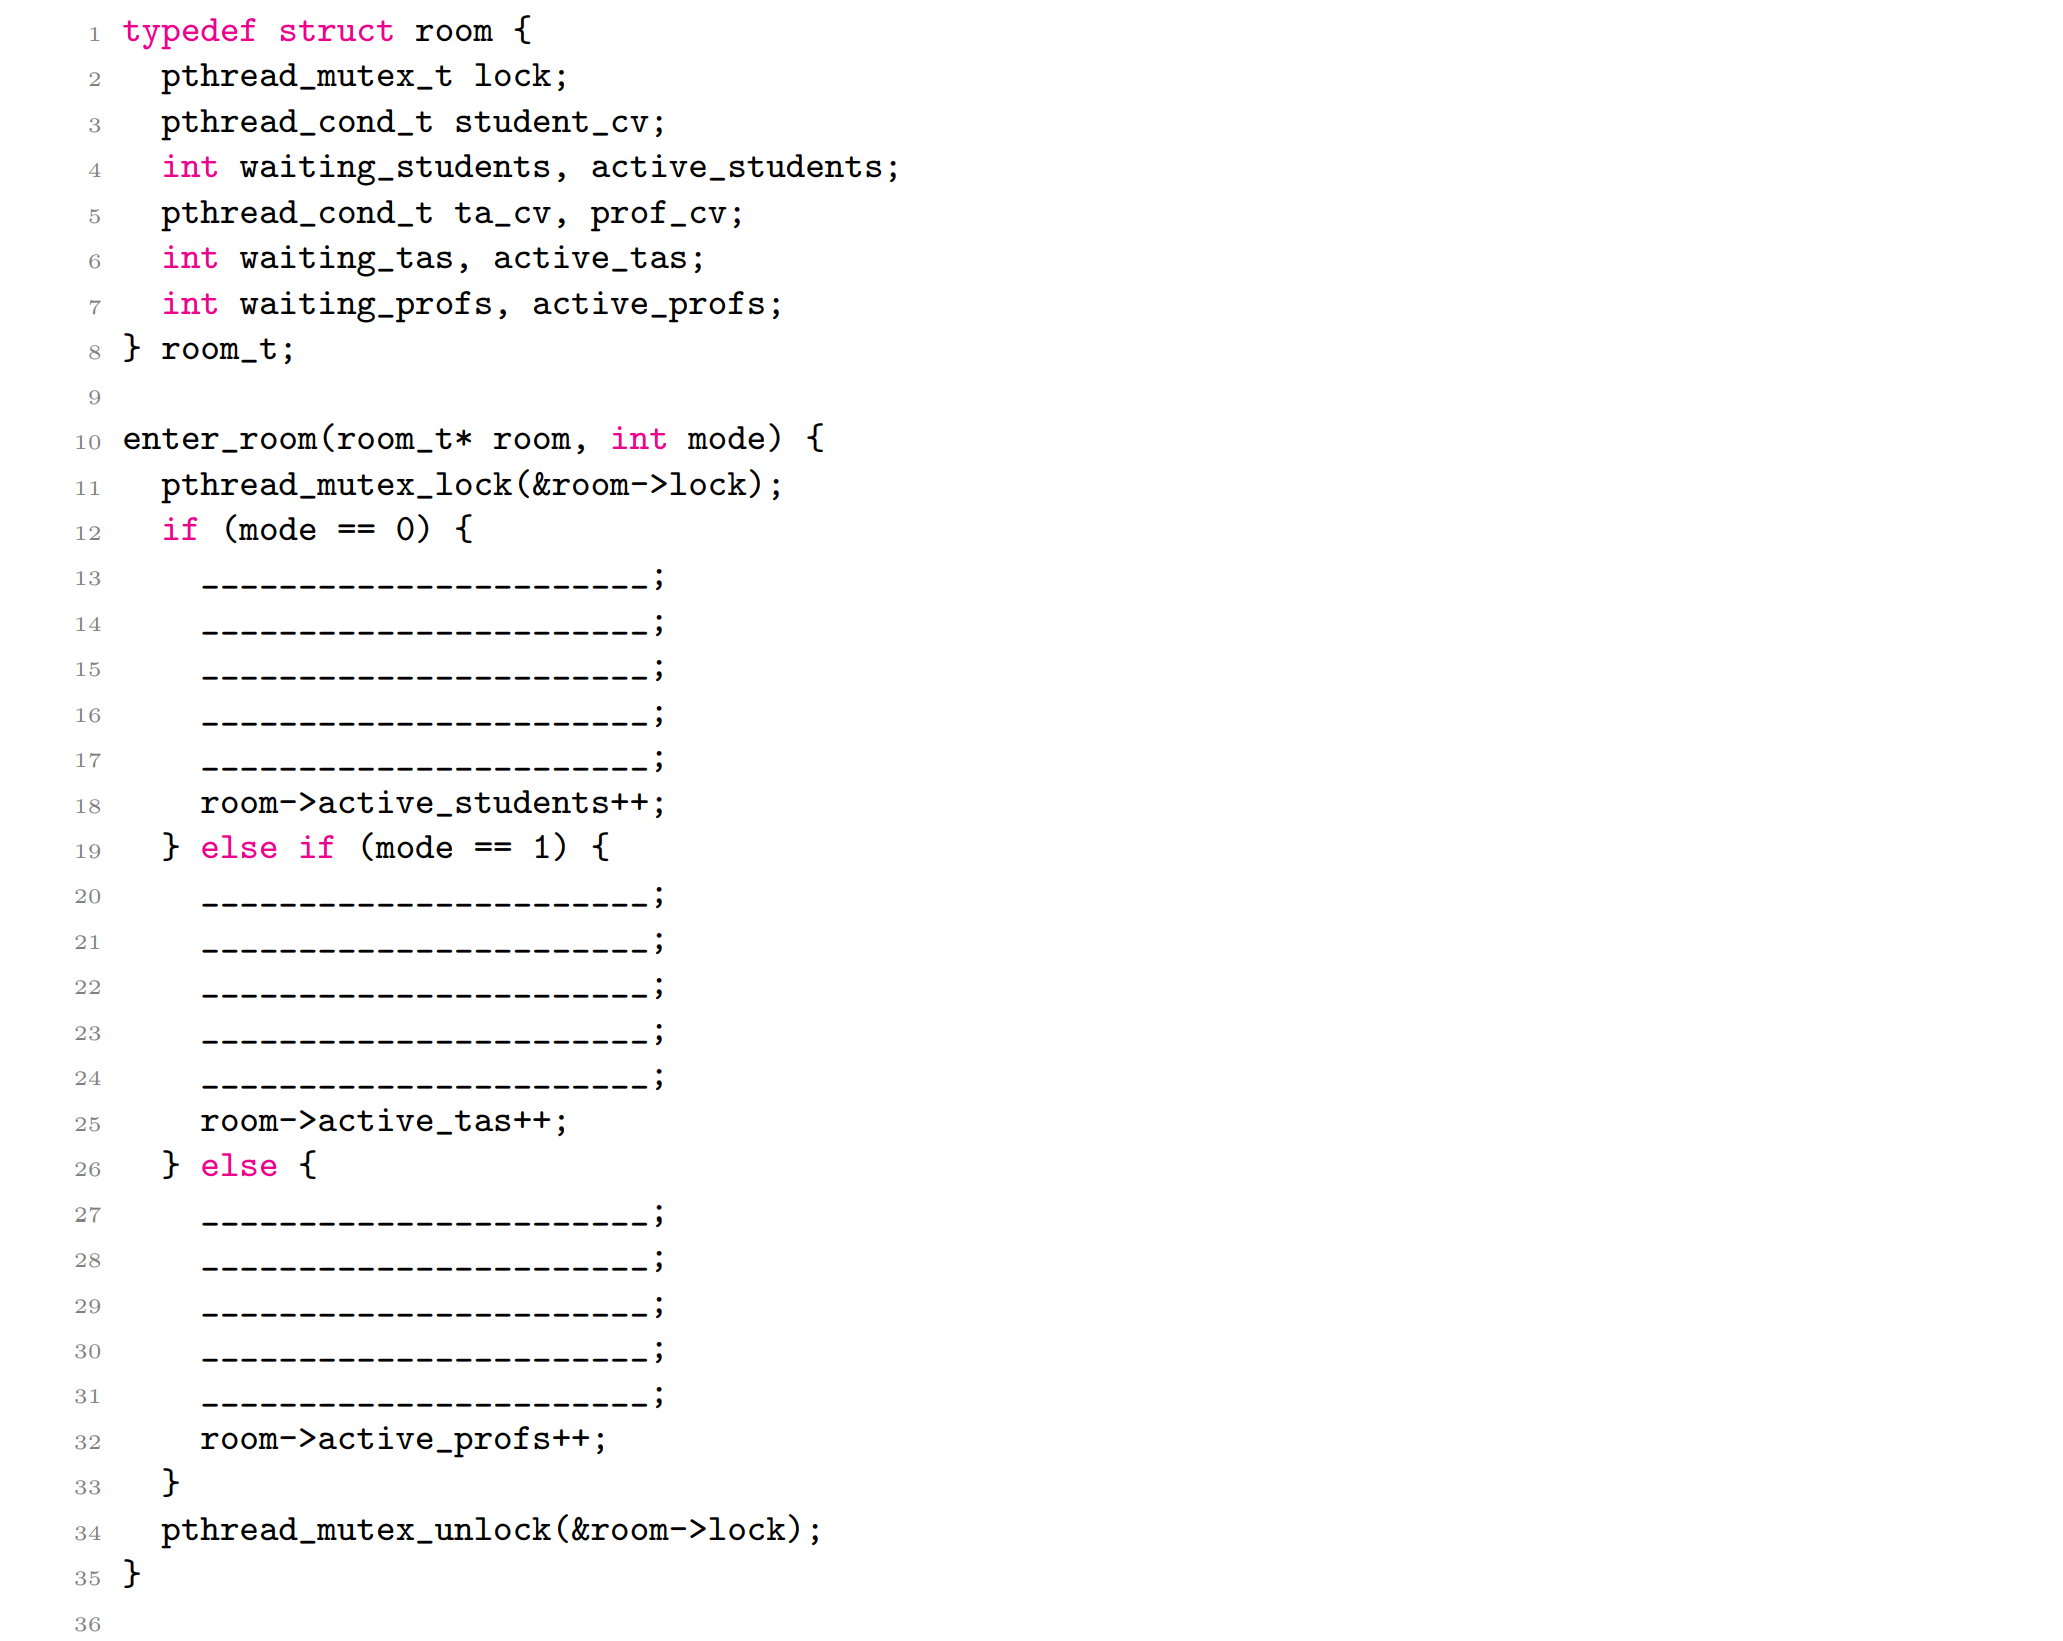 1 typedef struct room {
2 pthread_mutex_t lock;
3 pthread_cond_t student_cv;
4 int waiting_students, active_students;
5 pthread_cond_t ta_cv, prof_cv;
6 int waiting_tas, active_tas;
7 int waiting_profs, active_profs;
8 } room_t;
9
10 enter_room(room_t* room, int mode) {
11 pthread_mutex_lock(&room->lock);
12 if (mode == 0) {
13 _______________________;
14 _______________________;
15 _______________________;
16 _______________________;
17 _______________________;
18 room->active_students++;
19 } else if (mode == 1) {
20 _______________________;
21 _______________________;
22 _______________________;
23 _______________________;
24 _______________________;
25 room->active_tas++;
26 } else {
27 _______________________;
28 _______________________;
29 _______________________;
30 _______________________;
31 _______________________;
32 room->active_profs++;
33 }
34 pthread_mutex_unlock(&room->lock);
35 }
36